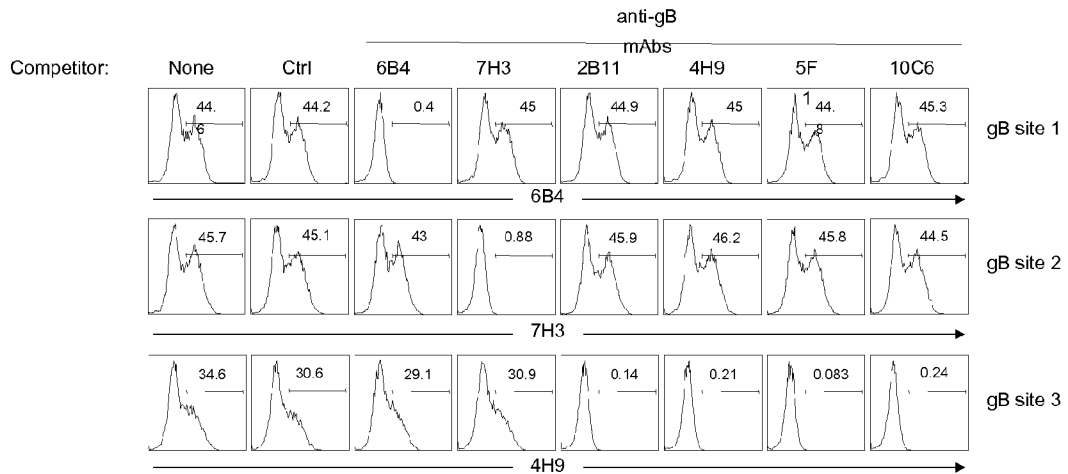 anti-gB
mAbs
Competitor: None Ctrl 6B4 7H3 2B11 4H9 5F1 10C6
44.6 44.2 0.4 45 44.9 45 44.8 45.3 gB site 1
6B4
45.7 45.1 43 0.88 45.9 46.2 45.8 44.5 gB site 2
7H3
34.6 30.6 29.1 30.9 0.14 0.21 0.083 0.24 gB site 3
4H9